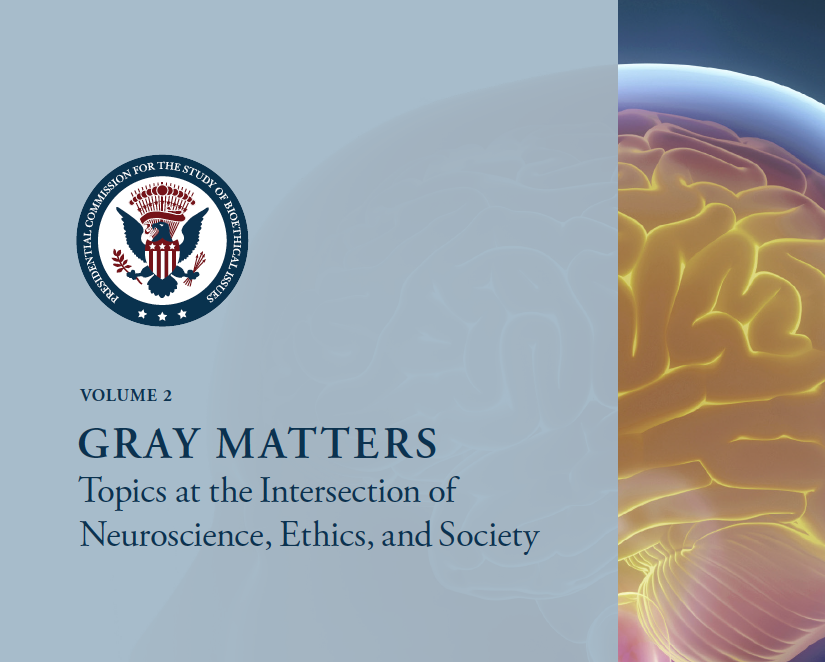 PRESIDENTIAL COMMISSION FOR THE STUDY OF BIOETHICAL ISSUES
VOLUME 2
GRAY MATTERS
Topics at the Intersection of
Neuroscience, Ethics, and Society